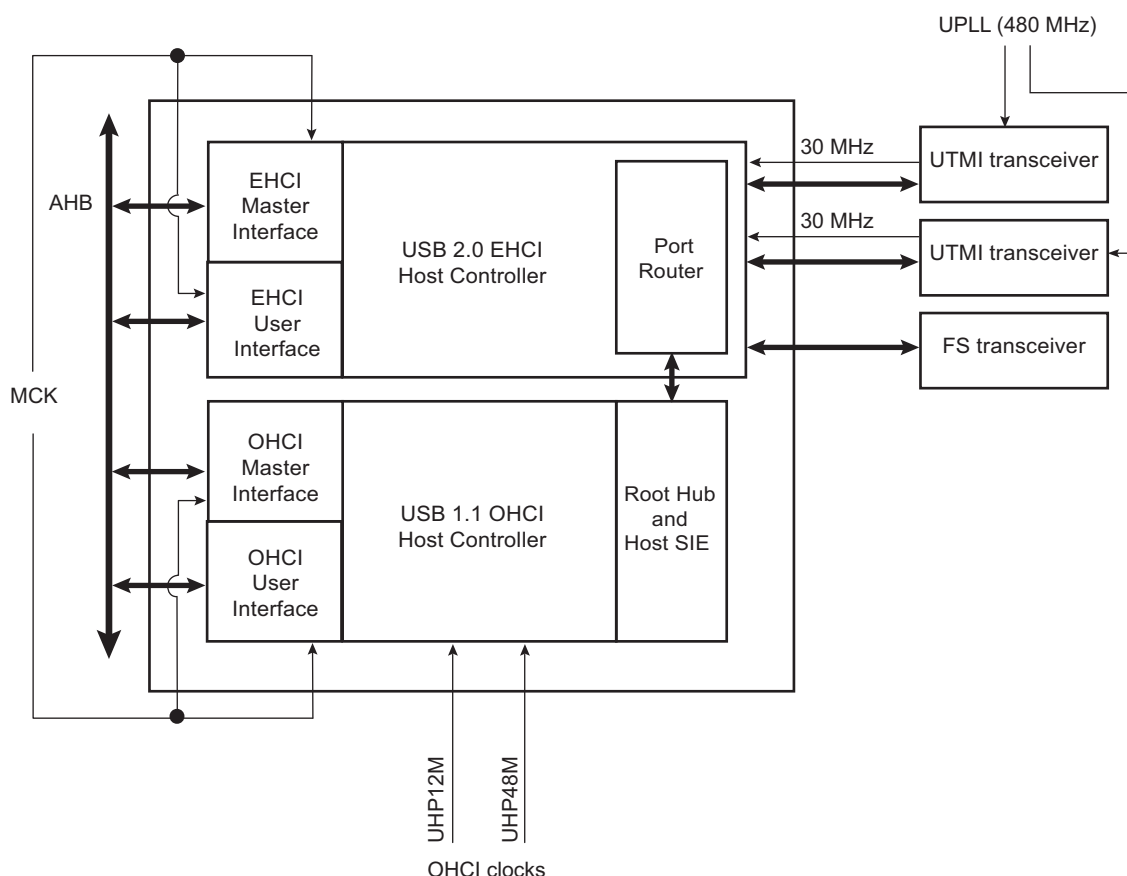 UPLL (480 MHz)
AHB
MCK
EHCI
Master
Interface
EHCI
User
Interface
USB 2.0 EHCI
Host Controller
Port
Router
30 MHz
UTMI transceiver
30 MHz
UTMI transceiver
FS transceiver
OHCI
Master
Interface
OHCI
User
Interface
USB 1.1 OHCI
Host Controller
Root Hub
and
Host SIE
UHP12M
UHP48M
OHCI clocks